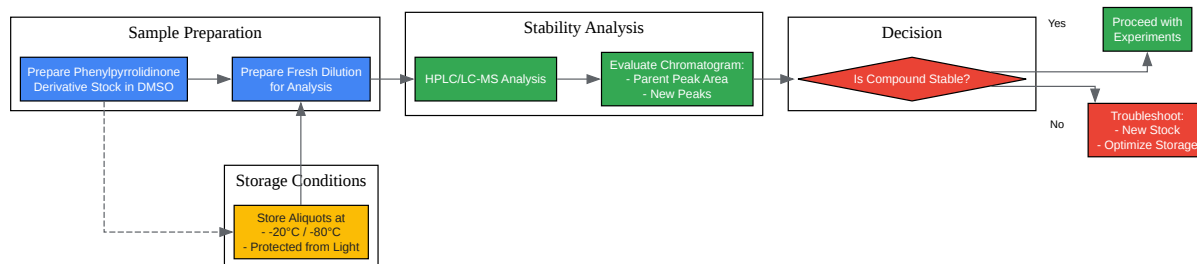 Sample Preparation
Prepare Phenylpyrrolidinone
Derivative Stock in DMSO
Prepare Fresh Dilution
for Analysis
Storage Conditions
Store Aliquots at
- -20°C / -80°C
- Protected from Light
Stability Analysis
HPLC/LC-MS Analysis
Evaluate Chromatogram:
- Parent Peak Area
- New Peaks
Decision
Is Compound Stable?
Yes
Proceed with
Experiments
No
Troubleshoot:
- New Stock
- Optimize Storage